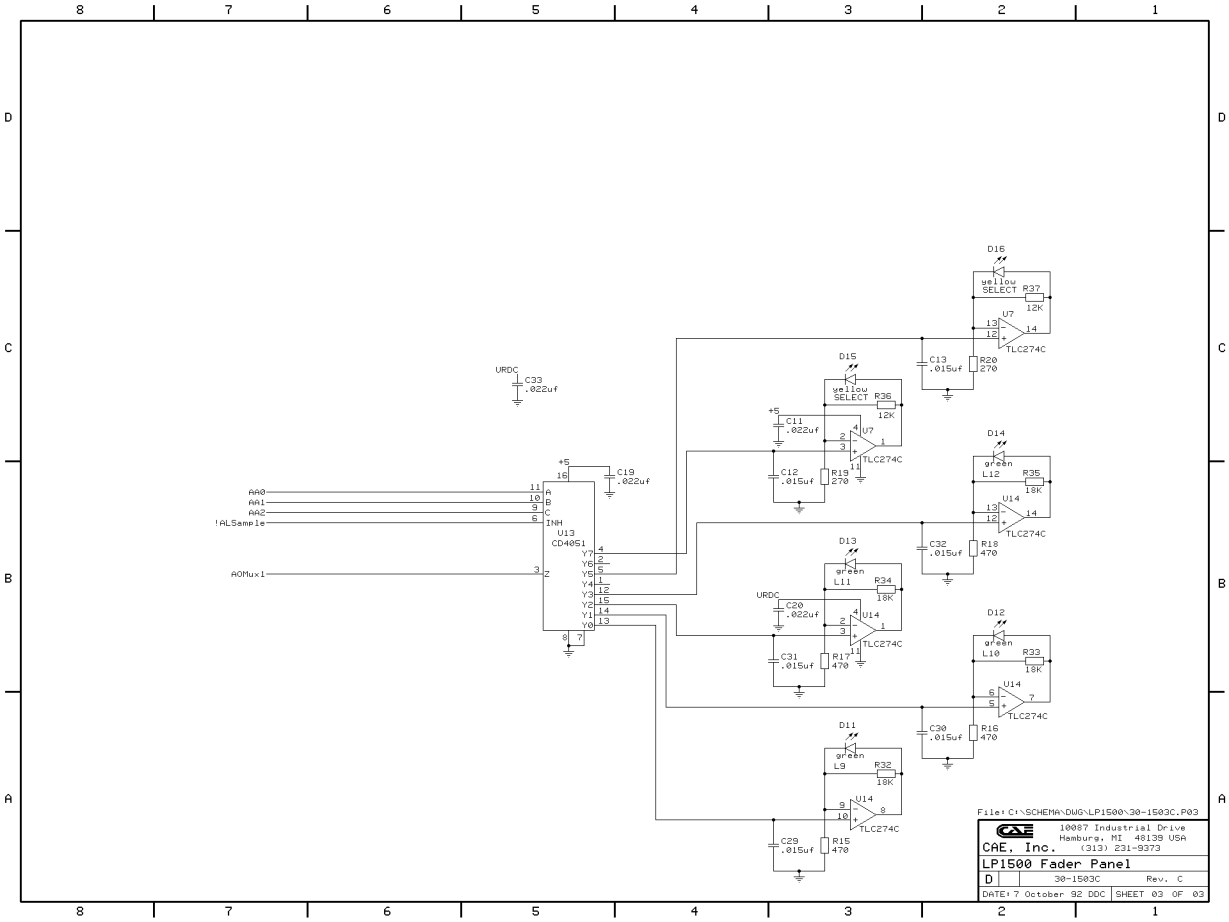 8 7 6 5 4 3 2 1
D D
D16
yellow
SELECT R37
12K
U7
13 14
12
TLC274C
C C
C13
.015uf
R20
270
D15
yellow
SELECT R36
12K
URDC
C33
.022uf
+5
C11
.022uf
4 U7
2 1
3
TLC274C
11
C12
.015uf
R19
270
D14
green
L12 R35
18K
U14
13 14
12
TLC274C
C32
.015uf
R18
470
+5
16
C19
.022uf
AA0 11 A
AA1 10 B
AA2 9 C
!ALSample 6 INH
U13
CD4051
Y7 4
Y6 2
AOMux1 3 Z Y5 5
Y4 1
Y3 12
Y2 15
Y1 14
Y0 13
8 7
B B
D13
green
L11 R34
18K
URDC
C20
.022uf
4 U14
2 1
3
TLC274C
11
C31
.015uf
R17
470
D12
green
L10 R33
18K
U14
6 7
5
TLC274C
C30
.015uf
R16
470
D11
green
L9 R32
18K
U14
9 8
10
TLC274C
C29
.015uf
R15
470
A A
File: C:\SCHEMA\DWG\LP1500\30-1503C.P03
CAE 10087 Industrial Drive
Hamburg, MI 48139 USA
CAE, Inc. (313) 231-9373
LP1500 Fader Panel
D 30-1503C Rev. C
DATE: 7 October 92 DDC SHEET 03 OF 03
8 7 6 5 4 3 2 1